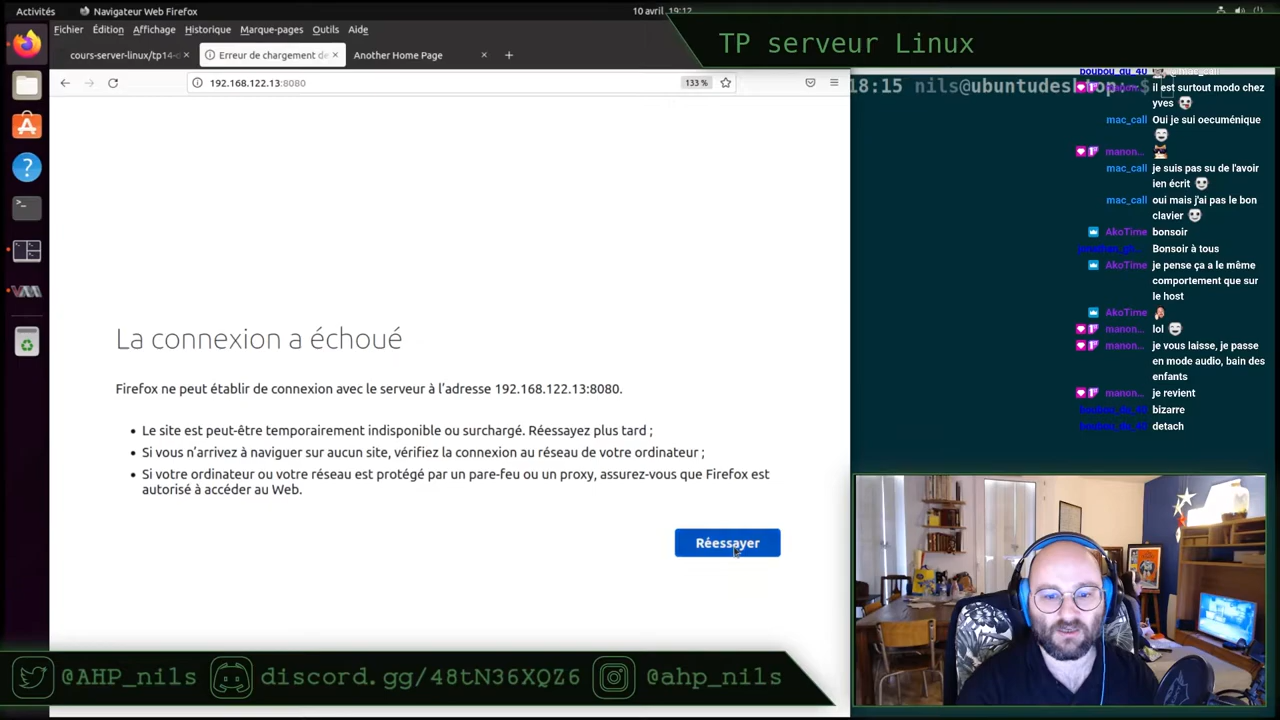 Activités
Navigateur Web Firefox
10 avril 19:12
Fichier Édition Affichage Historique Marque-pages Outils Aide
cours-server-linux/tp14-
Erreur de chargement de
Another Home Page
192.168.122.13:8080
133 %
La connexion a échoué
Firefox ne peut établir de connexion avec le serveur à l'adresse 192.168.122.13:8080.
Le site est peut-être temporairement indisponible ou surchargé. Réessayez plus tard ;
Si vous n'arrivez à naviguer sur aucun site, vérifiez la connexion au réseau de votre ordinateur ;
Si votre ordinateur ou votre réseau est protégé par un pare-feu ou un proxy, assurez-vous que Firefox est
autorisé à accéder au Web.
Réessayer
TP serveur Linux
18:15 nils@ubuntudesktop:~$
boubou_du_40
manon... il est surtout modo chez
yves
mac_call Oui je sui oecuménique
manon...
mac_call je suis pas su de l'avoir
ien écrit
mac_call oui mais j'ai pas le bon
clavier
AkoTime bonsoir
Bonsoir à tous
AkoTime je pense ça a le même
comportement que sur
le host
AkoTime
manon... lol
manon... je vous laisse, je passe
en mode audio, bain des
enfants
manon... je revient
boubou_du_40 bizarre
boubou_du_40 detach
@AHP_nils
discord.gg/48tN36XQZ6
@ahp_nils